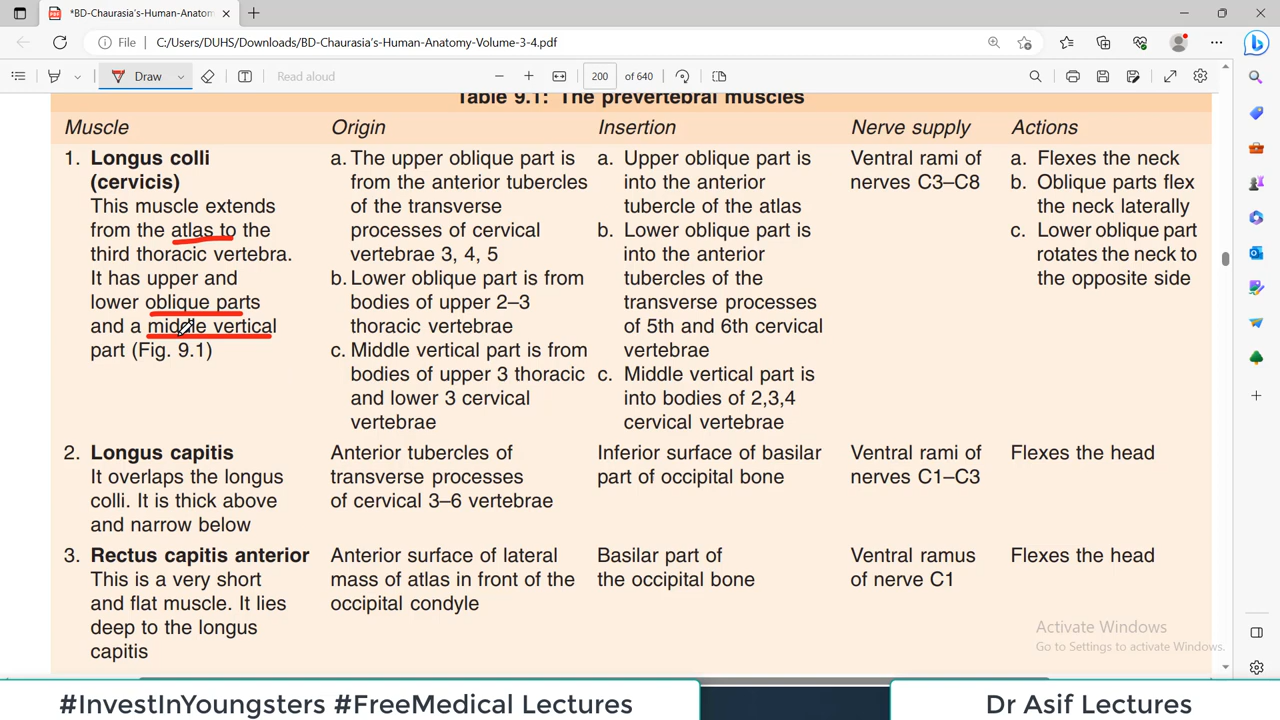 *BD-Chaurasia's-Human-Anatom
File
C:/Users/DUHS/Downloads/BD-Chaurasia's-Human-Anatomy-Volume-3-4.pdf
Draw
Read aloud
200 of 640
Table 9.1: The prevertebral muscles
Muscle
Origin
Insertion
Nerve supply
Actions
1. Longus colli
(cervicis)
This muscle extends
from the atlas to the
third thoracic vertebra.
It has upper and
lower oblique parts
and a middle vertical
part (Fig. 9.1)
a. The upper oblique part is
from the anterior tubercles
of the transverse
processes of cervical
vertebrae 3, 4, 5
b. Lower oblique part is from
bodies of upper 2–3
thoracic vertebrae
c. Middle vertical part is from
bodies of upper 3 thoracic
and lower 3 cervical
vertebrae
a. Upper oblique part is
into the anterior
tubercle of the atlas
b. Lower oblique part is
into the anterior
tubercles of the
transverse processes
of 5th and 6th cervical
vertebrae
c. Middle vertical part is
into bodies of 2,3,4
cervical vertebrae
Ventral rami of
nerves C3–C8
a. Flexes the neck
b. Oblique parts flex
the neck laterally
c. Lower oblique part
rotates the neck to
the opposite side
2. Longus capitis
It overlaps the longus
colli. It is thick above
and narrow below
Anterior tubercles of
transverse processes
of cervical 3–6 vertebrae
Inferior surface of basilar
part of occipital bone
Ventral rami of
nerves C1–C3
Flexes the head
3. Rectus capitis anterior
This is a very short
and flat muscle. It lies
deep to the longus
capitis
Anterior surface of lateral
mass of atlas in front of the
occipital condyle
Basilar part of
the occipital bone
Ventral ramus
of nerve C1
Flexes the head
Activate Windows
Go to Settings to activate Windows.
#InvestInYoungsters #FreeMedical Lectures
Dr Asif Lectures